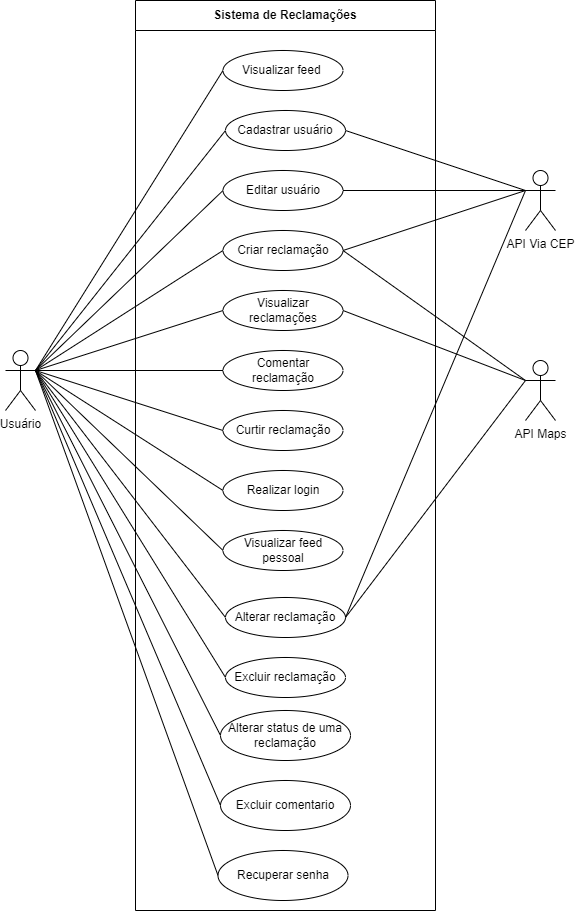 Sistema de Reclamações
Visualizar feed
Cadastrar usuário
Editar usuário
Criar reclamação
Visualizar
reclamações
Comentar
reclamação
Curtir reclamação
Realizar login
Visualizar feed
pessoal
Alterar reclamação
Excluir reclamação
Alterar status de uma
reclamação
Excluir comentario
Recuperar senha
Usuário
API Via CEP
API Maps